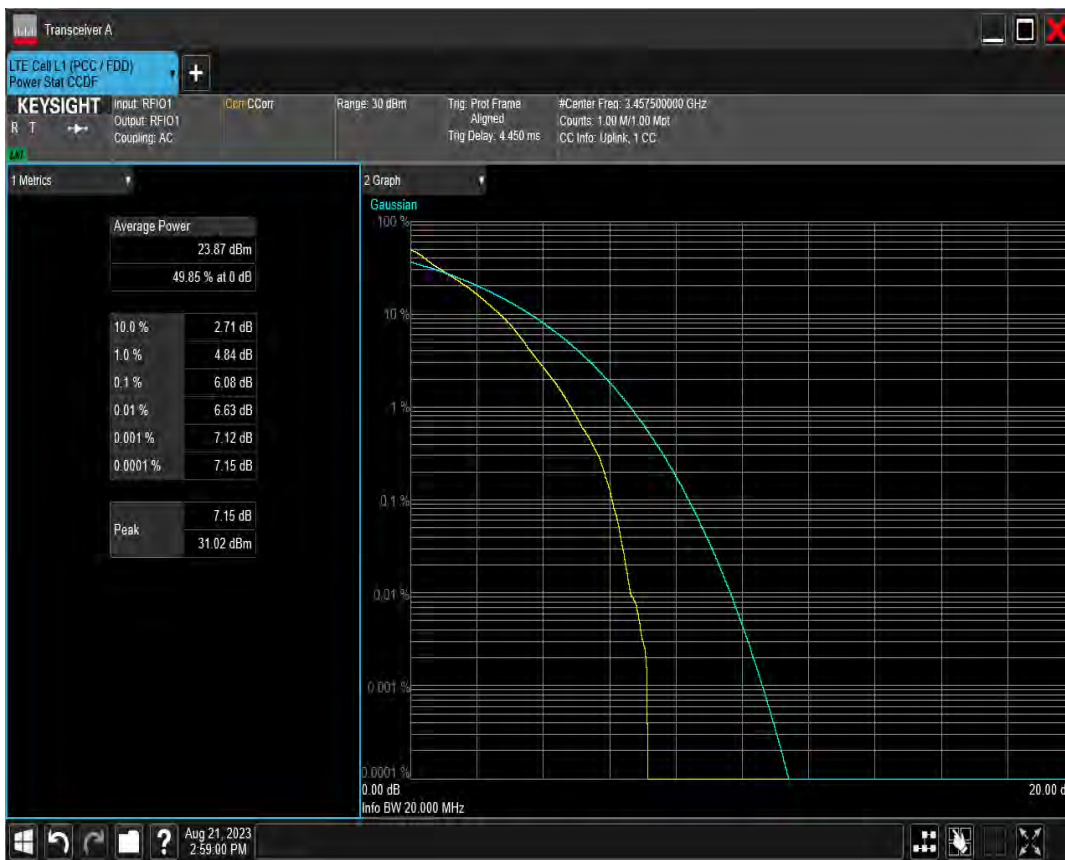 Transceiver A
LTE Cell L1 (PCC / FDD)
Power Stat CCDF
+
KEYSIGHT
R T
LNI
Input: RFIO1
Output: RFIO1
Coupling: AC
Corr CCorr
Range: 30 dBm
Trig: Prot Frame
Aligned
Trig Delay: 4.450 ms
#Center Freq: 3.457500000 GHz
Counts: 1.00 M/1.00 Mpt
CC Info: Uplink, 1 CC
1 Metrics
Average Power
23.87 dBm
49.85 % at 0 dB
10.0 % 2.71 dB
1.0 % 4.84 dB
0.1 % 6.08 dB
0.01 % 6.63 dB
0.001 % 7.12 dB
0.0001 % 7.15 dB
Peak
7.15 dB
31.02 dBm
2 Graph
Gaussian
100 %
10 %
1 %
0.1 %
0.01 %
0.001 %
0.0001 %
0.00 dB
20.00 d
Info BW 20.000 MHz
?
Aug 21, 2023
2:59:00 PM